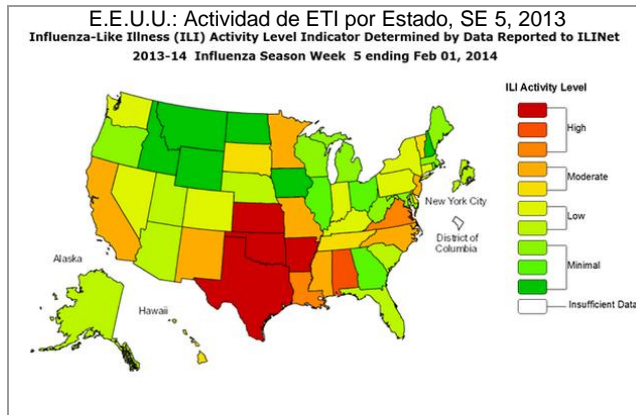 E.E.U.U.: Actividad de ETI por Estado, SE 5, 2013
Influenza-Like Illness (ILI) Activity Level Indicator Determined by Data Reported to ILINet
2013-14 Influenza Season Week 5 ending Feb 01, 2014
ILI Activity Level
High
Moderate
New York City
Low
District of
Columbia
Alaska
Minimal
Hawaii
Insufficient Data